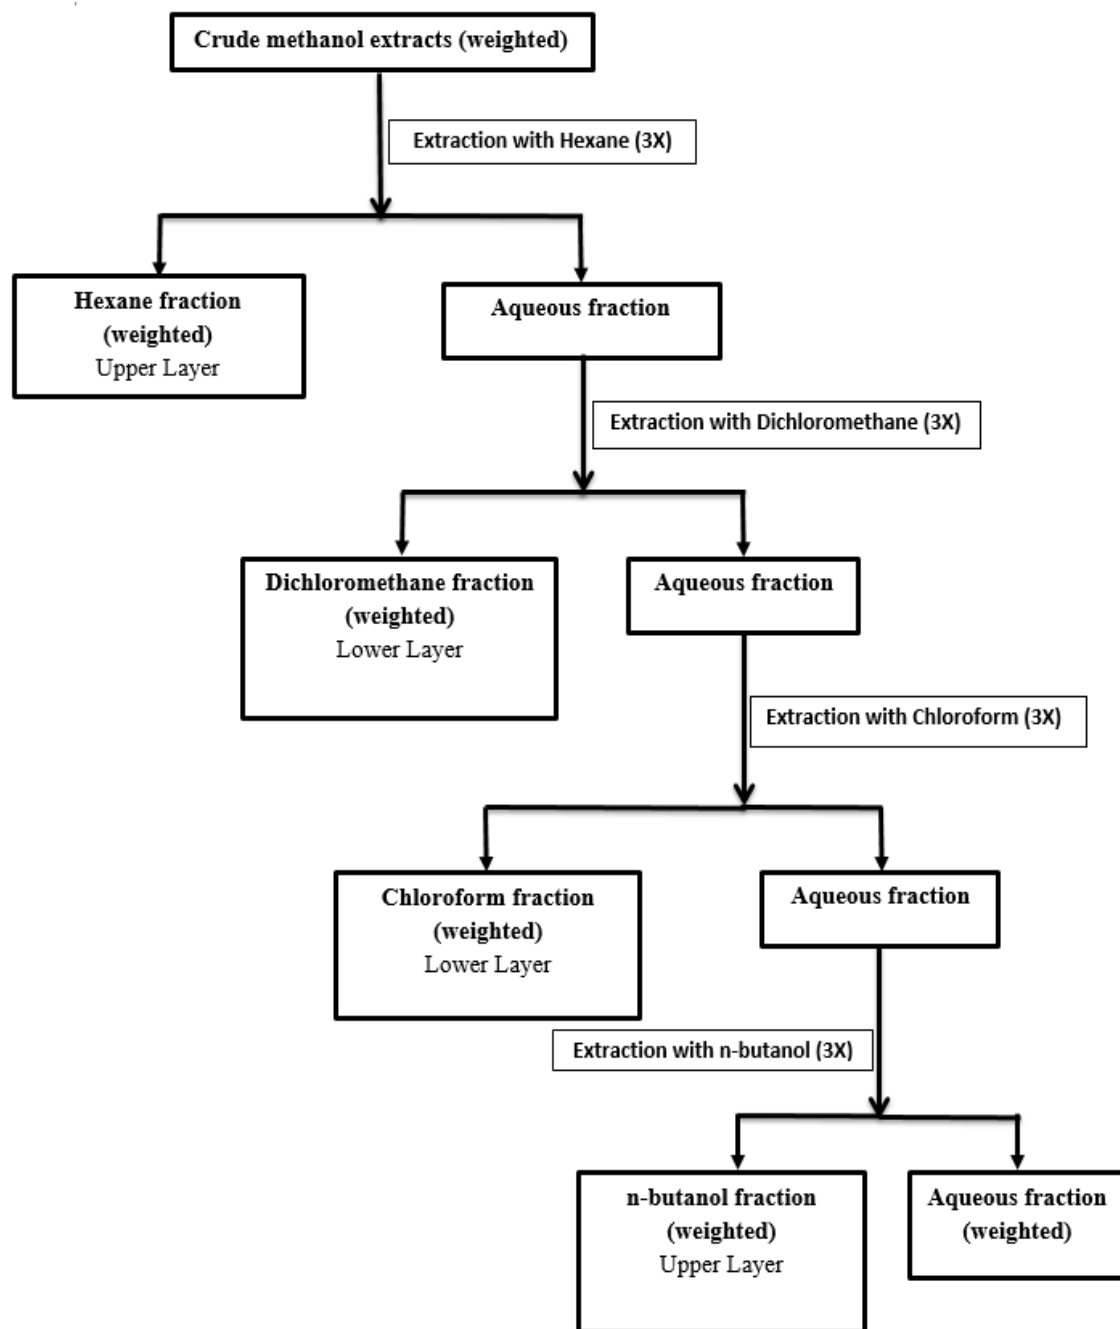 Crude methanol extracts (weighted)
Extraction with Hexane (3X)
Hexane fraction
(weighted)
Upper Layer
Aqueous fraction
Extraction with Dichloromethane (3X)
Dichloromethane fraction
(weighted)
Lower Layer
Aqueous fraction
Extraction with Chloroform (3X)
Chloroform fraction
(weighted)
Lower Layer
Aqueous fraction
Extraction with n-butanol (3X)
n-butanol fraction
(weighted)
Upper Layer
Aqueous fraction
(weighted)